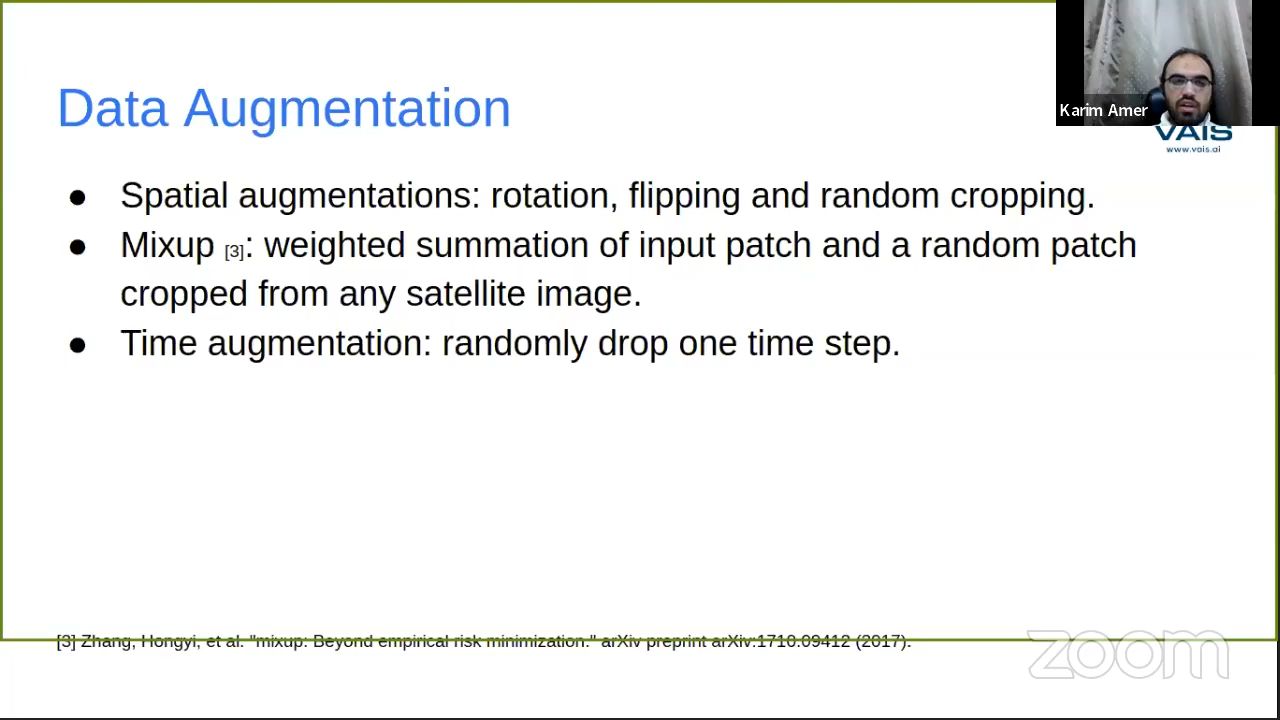 Karim Amer
VAIS
www.vais.ai
Data Augmentation
● Spatial augmentations: rotation, flipping and random cropping.
● Mixup [3]: weighted summation of input patch and a random patch
cropped from any satellite image.
● Time augmentation: randomly drop one time step.
[3] Zhang, Hongyi, et al. "mixup: Beyond empirical risk minimization." arXiv preprint arXiv:1710.09412 (2017).
zoom